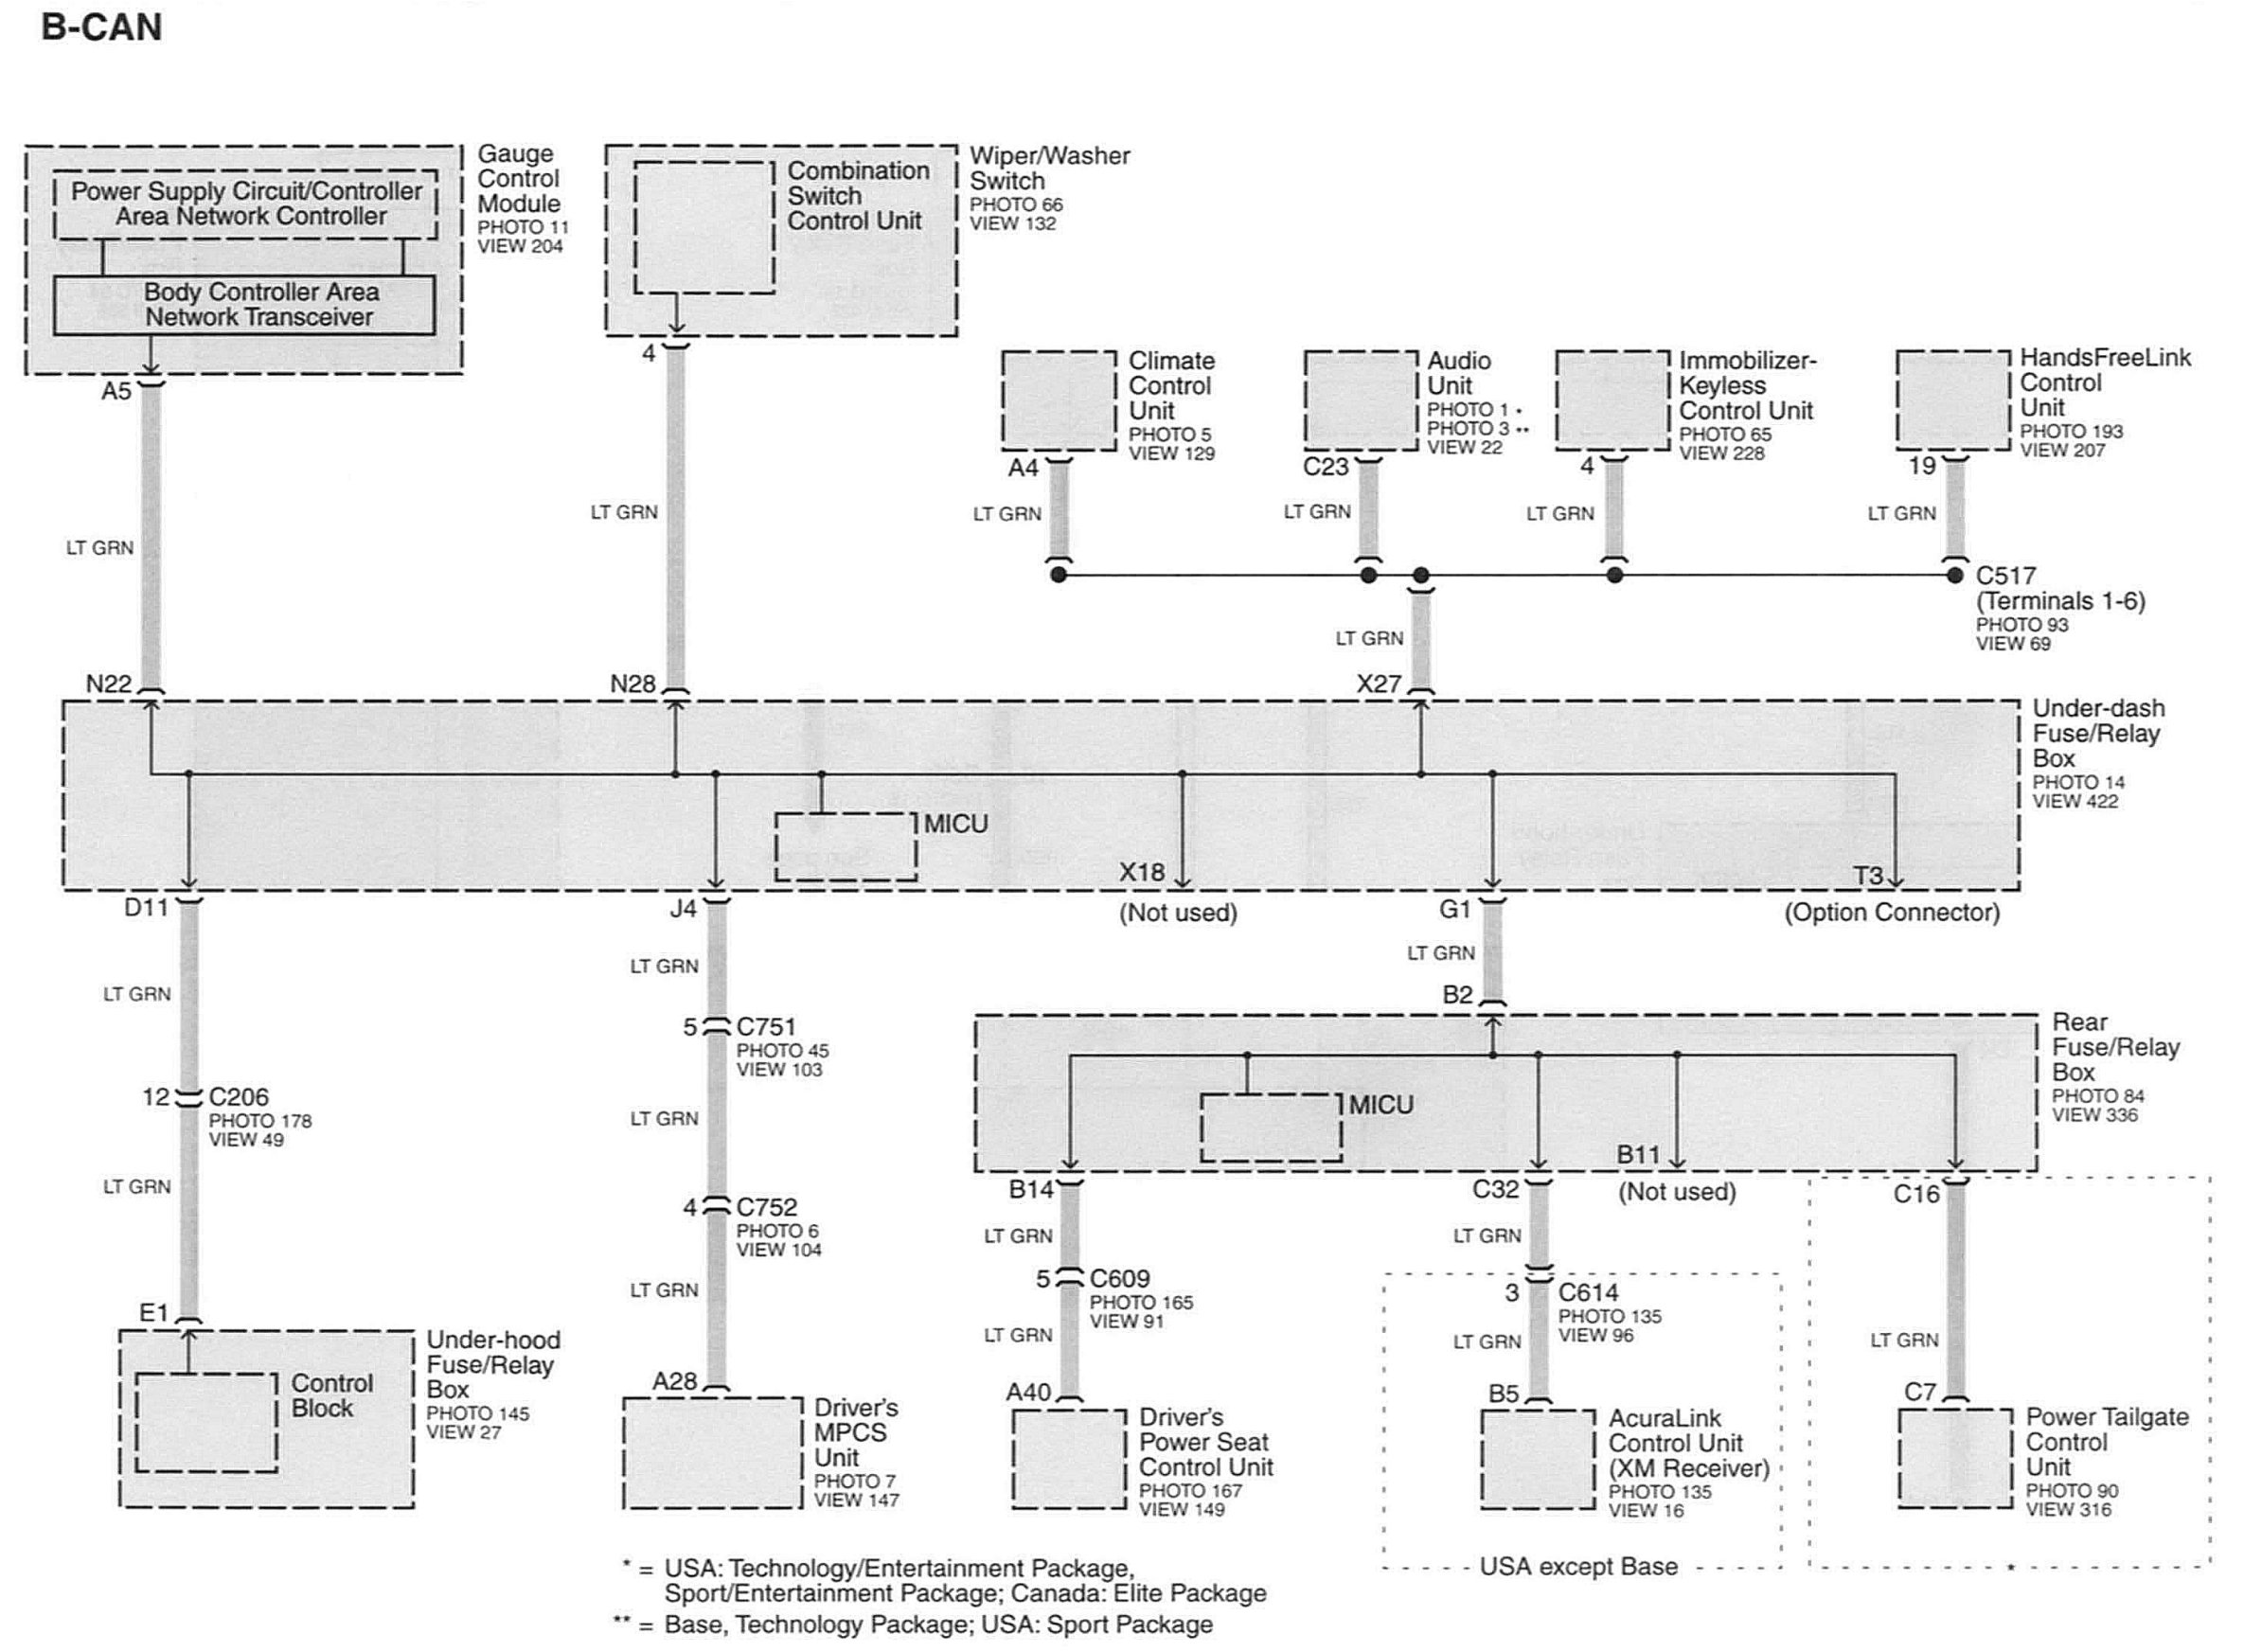 B-CAN
Power Supply Circuit/Controller
Area Network Controller
Body Controller Area
Network Transceiver
Gauge
Control
Module
PHOTO 11
VIEW 204
A5
LT GRN
N22
Combination
Switch
Control Unit
Wiper/Washer
Switch
PHOTO 66
VIEW 132
4
LT GRN
N28
Climate
Control
Unit
PHOTO 5
VIEW 129
A4
LT GRN
Audio
Unit
PHOTO 1 *
PHOTO 3 **
VIEW 22
C23
LT GRN
Immobilizer-
Keyless
Control Unit
PHOTO 65
VIEW 228
4
LT GRN
HandsFreeLink
Control
Unit
PHOTO 193
VIEW 207
19
LT GRN
C517
(Terminals 1-6)
PHOTO 93
VIEW 69
LT GRN
X27
Under-dash
Fuse/Relay
Box
PHOTO 14
VIEW 422
MICU
X18
(Not used)
T3
(Option Connector)
D11
LT GRN
12
C206
PHOTO 178
VIEW 49
LT GRN
E1
Control
Block
Under-hood
Fuse/Relay
Box
PHOTO 145
VIEW 27
J4
LT GRN
5
C751
PHOTO 45
VIEW 103
LT GRN
4
C752
PHOTO 6
VIEW 104
LT GRN
A28
Driver's
MPCS
Unit
PHOTO 7
VIEW 147
G1
LT GRN
B2
Rear
Fuse/Relay
Box
PHOTO 84
VIEW 336
MICU
B11
(Not used)
B14
LT GRN
5
C609
PHOTO 165
VIEW 91
LT GRN
A40
Driver's
Power Seat
Control Unit
PHOTO 167
VIEW 149
C32
LT GRN
3
C614
PHOTO 135
VIEW 96
LT GRN
B5
AcuraLink
Control Unit
(XM Receiver)
PHOTO 135
VIEW 16
USA except Base
C16
LT GRN
C7
Power Tailgate
Control
Unit
PHOTO 90
VIEW 316
*
* = USA: Technology/Entertainment Package,
Sport/Entertainment Package; Canada: Elite Package
** = Base, Technology Package; USA: Sport Package